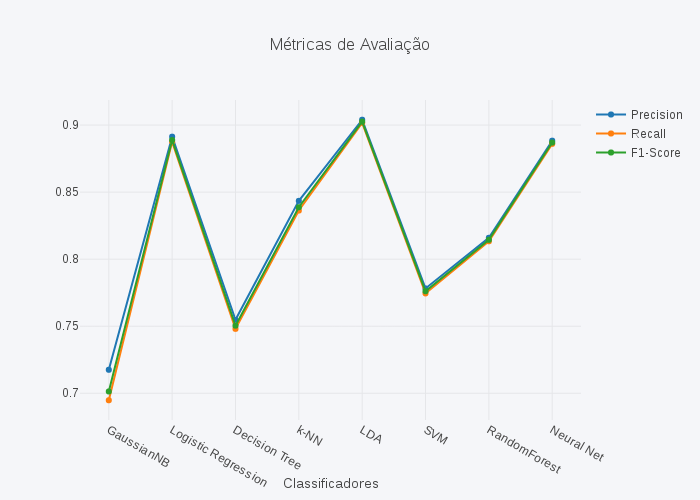 Métricas de Avaliação
Precision
Recall
F1-Score
0.9
0.85
0.8
0.75
0.7
GaussianNB
Logistic Regression
Decision Tree
k-NN
LDA
SVM
RandomForest
Neural Net
Classificadores